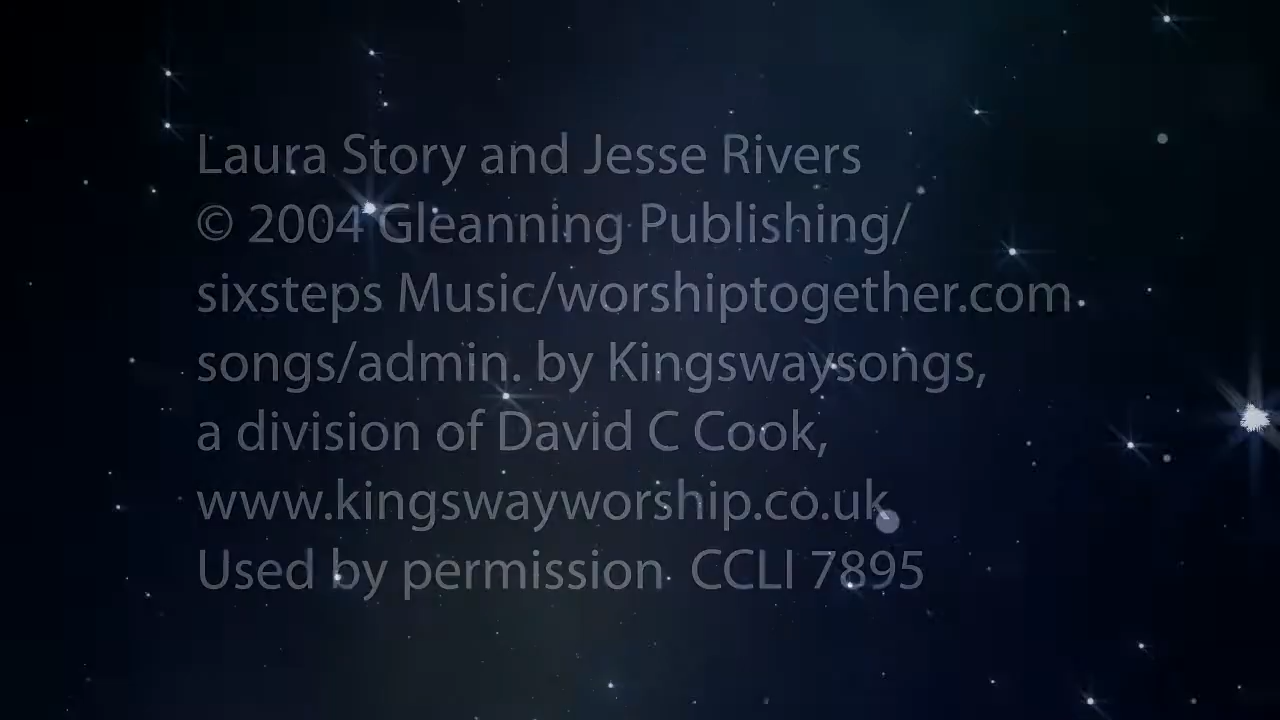 Laura Story and Jesse Rivers
© 2004 Gleanning Publishing/
sixsteps Music/worshiptogether.com
songs/admin. by Kingswaysongs,
a division of David C Cook,
www.kingswayworship.co.uk
Used by permission  CCLI 7895